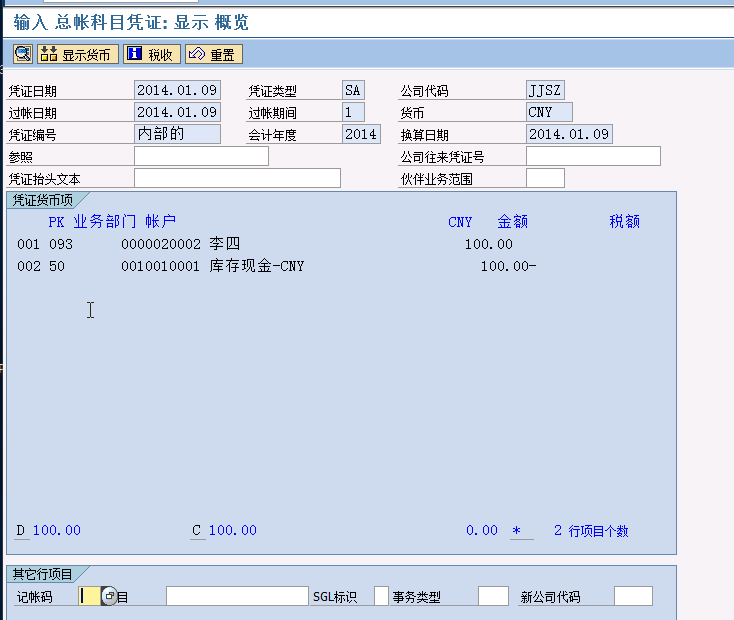 输入 总帐科目凭证: 显示 概览
显示货币 税收 重置
凭证日期 2014.01.09 凭证类型 SA 公司代码 JJSZ
过帐日期 2014.01.09 过帐期间 1 货币 CNY
凭证编号 内部的 会计年度 2014 换算日期 2014.01.09
参照 公司往来凭证号
凭证抬头文本 伙伴业务范围
凭证货币项
PK 业务部门 帐户 CNY 金额 税额
001 093 0000020002 李四 100.00
002 50 0010010001 库存现金-CNY 100.00-
D 100.00 C 100.00 0.00 * 2 行项目个数
其它行项目
记帐码 目 SGL标识 事务类型 新公司代码